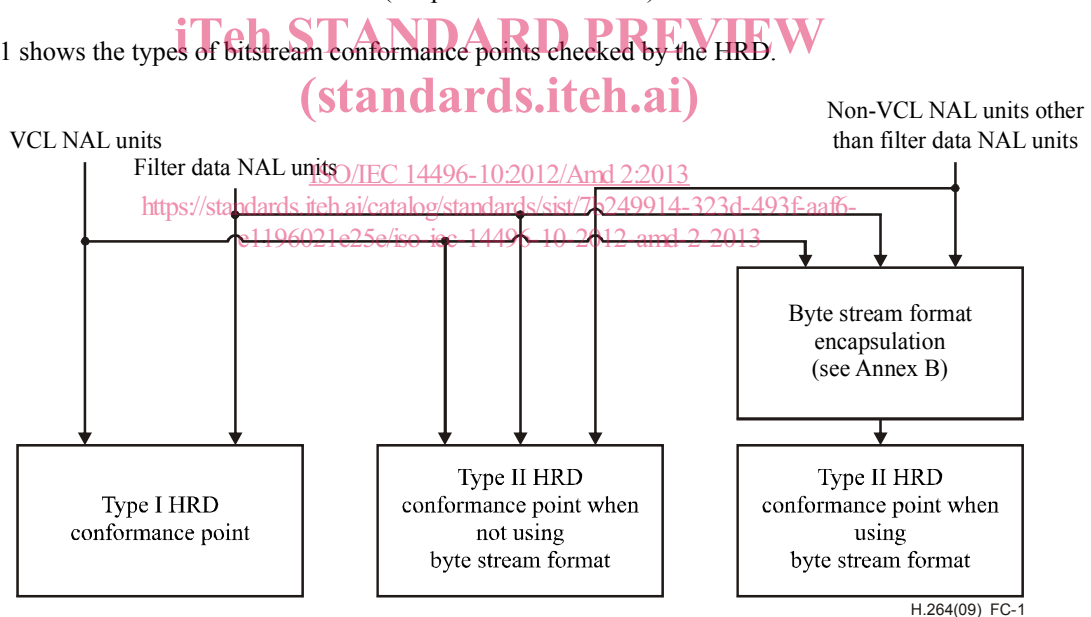 iTeh STANDARD PREVIEW
1 shows the types of bitstream conformance points checked by the HRD.
(standards.iteh.ai)
Non-VCL NAL units other
than filter data NAL units
VCL NAL units
Filter data NAL units
ISO/IEC 14496-10:2012/Amd 2:2013
https://standards.iteh.ai/catalog/standards/sist/7b249914-323d-493f-aaf6-
e1196021e25e/iso-iec-14496-10-2012-amd-2-2013
Byte stream format
encapsulation
(see Annex B)
Type I HRD
conformance point
Type II HRD
conformance point when
not using
byte stream format
Type II HRD
conformance point when
using
byte stream format
H.264(09)_FC-1